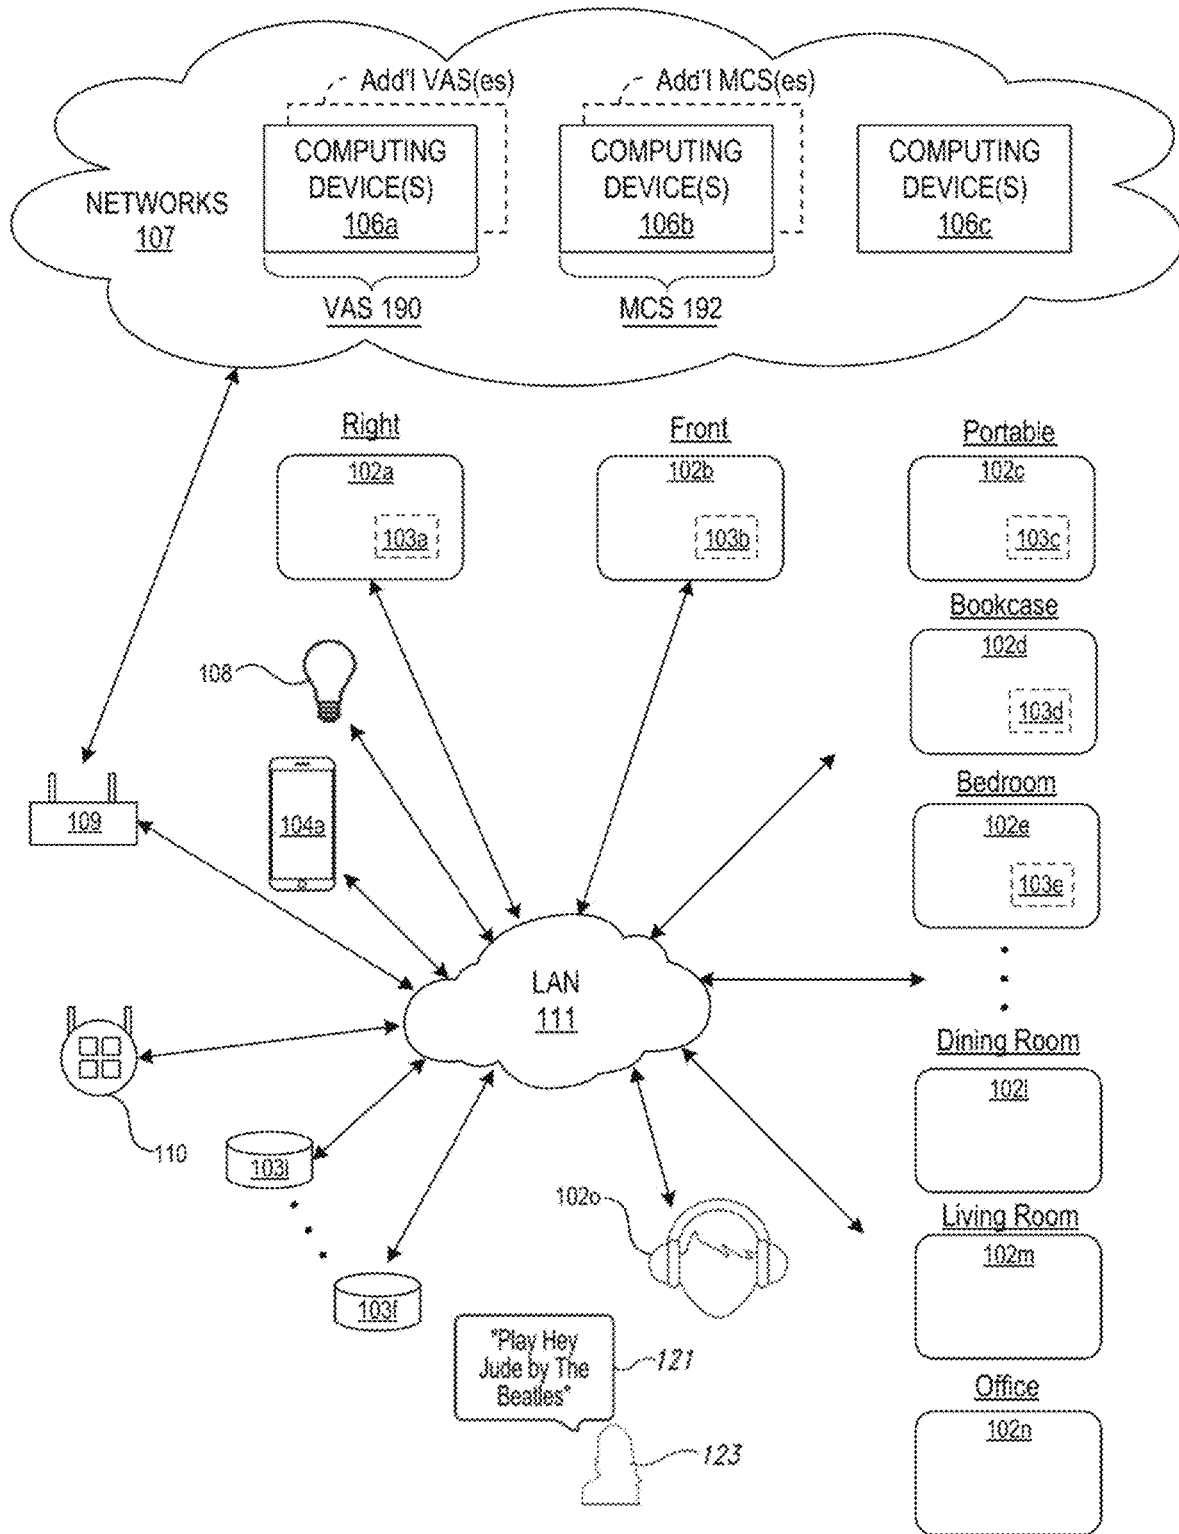 Add'l VAS(es)
Add'l MCS(es)
COMPUTING
DEVICE(S)
106a
COMPUTING
DEVICE(S)
106b
COMPUTING
DEVICE(S)
106c
NETWORKS
107
VAS 190
MCS 192
Right
102a
103a
Front
102b
103b
Portable
102c
103c
Bookcase
102d
103d
Bedroom
102e
103e
108
104a
109
LAN
111
110
103i
103f
102o
Dining Room
102l
Living Room
102m
Office
102n
"Play Hey
Jude by The
Beatles"
121
123